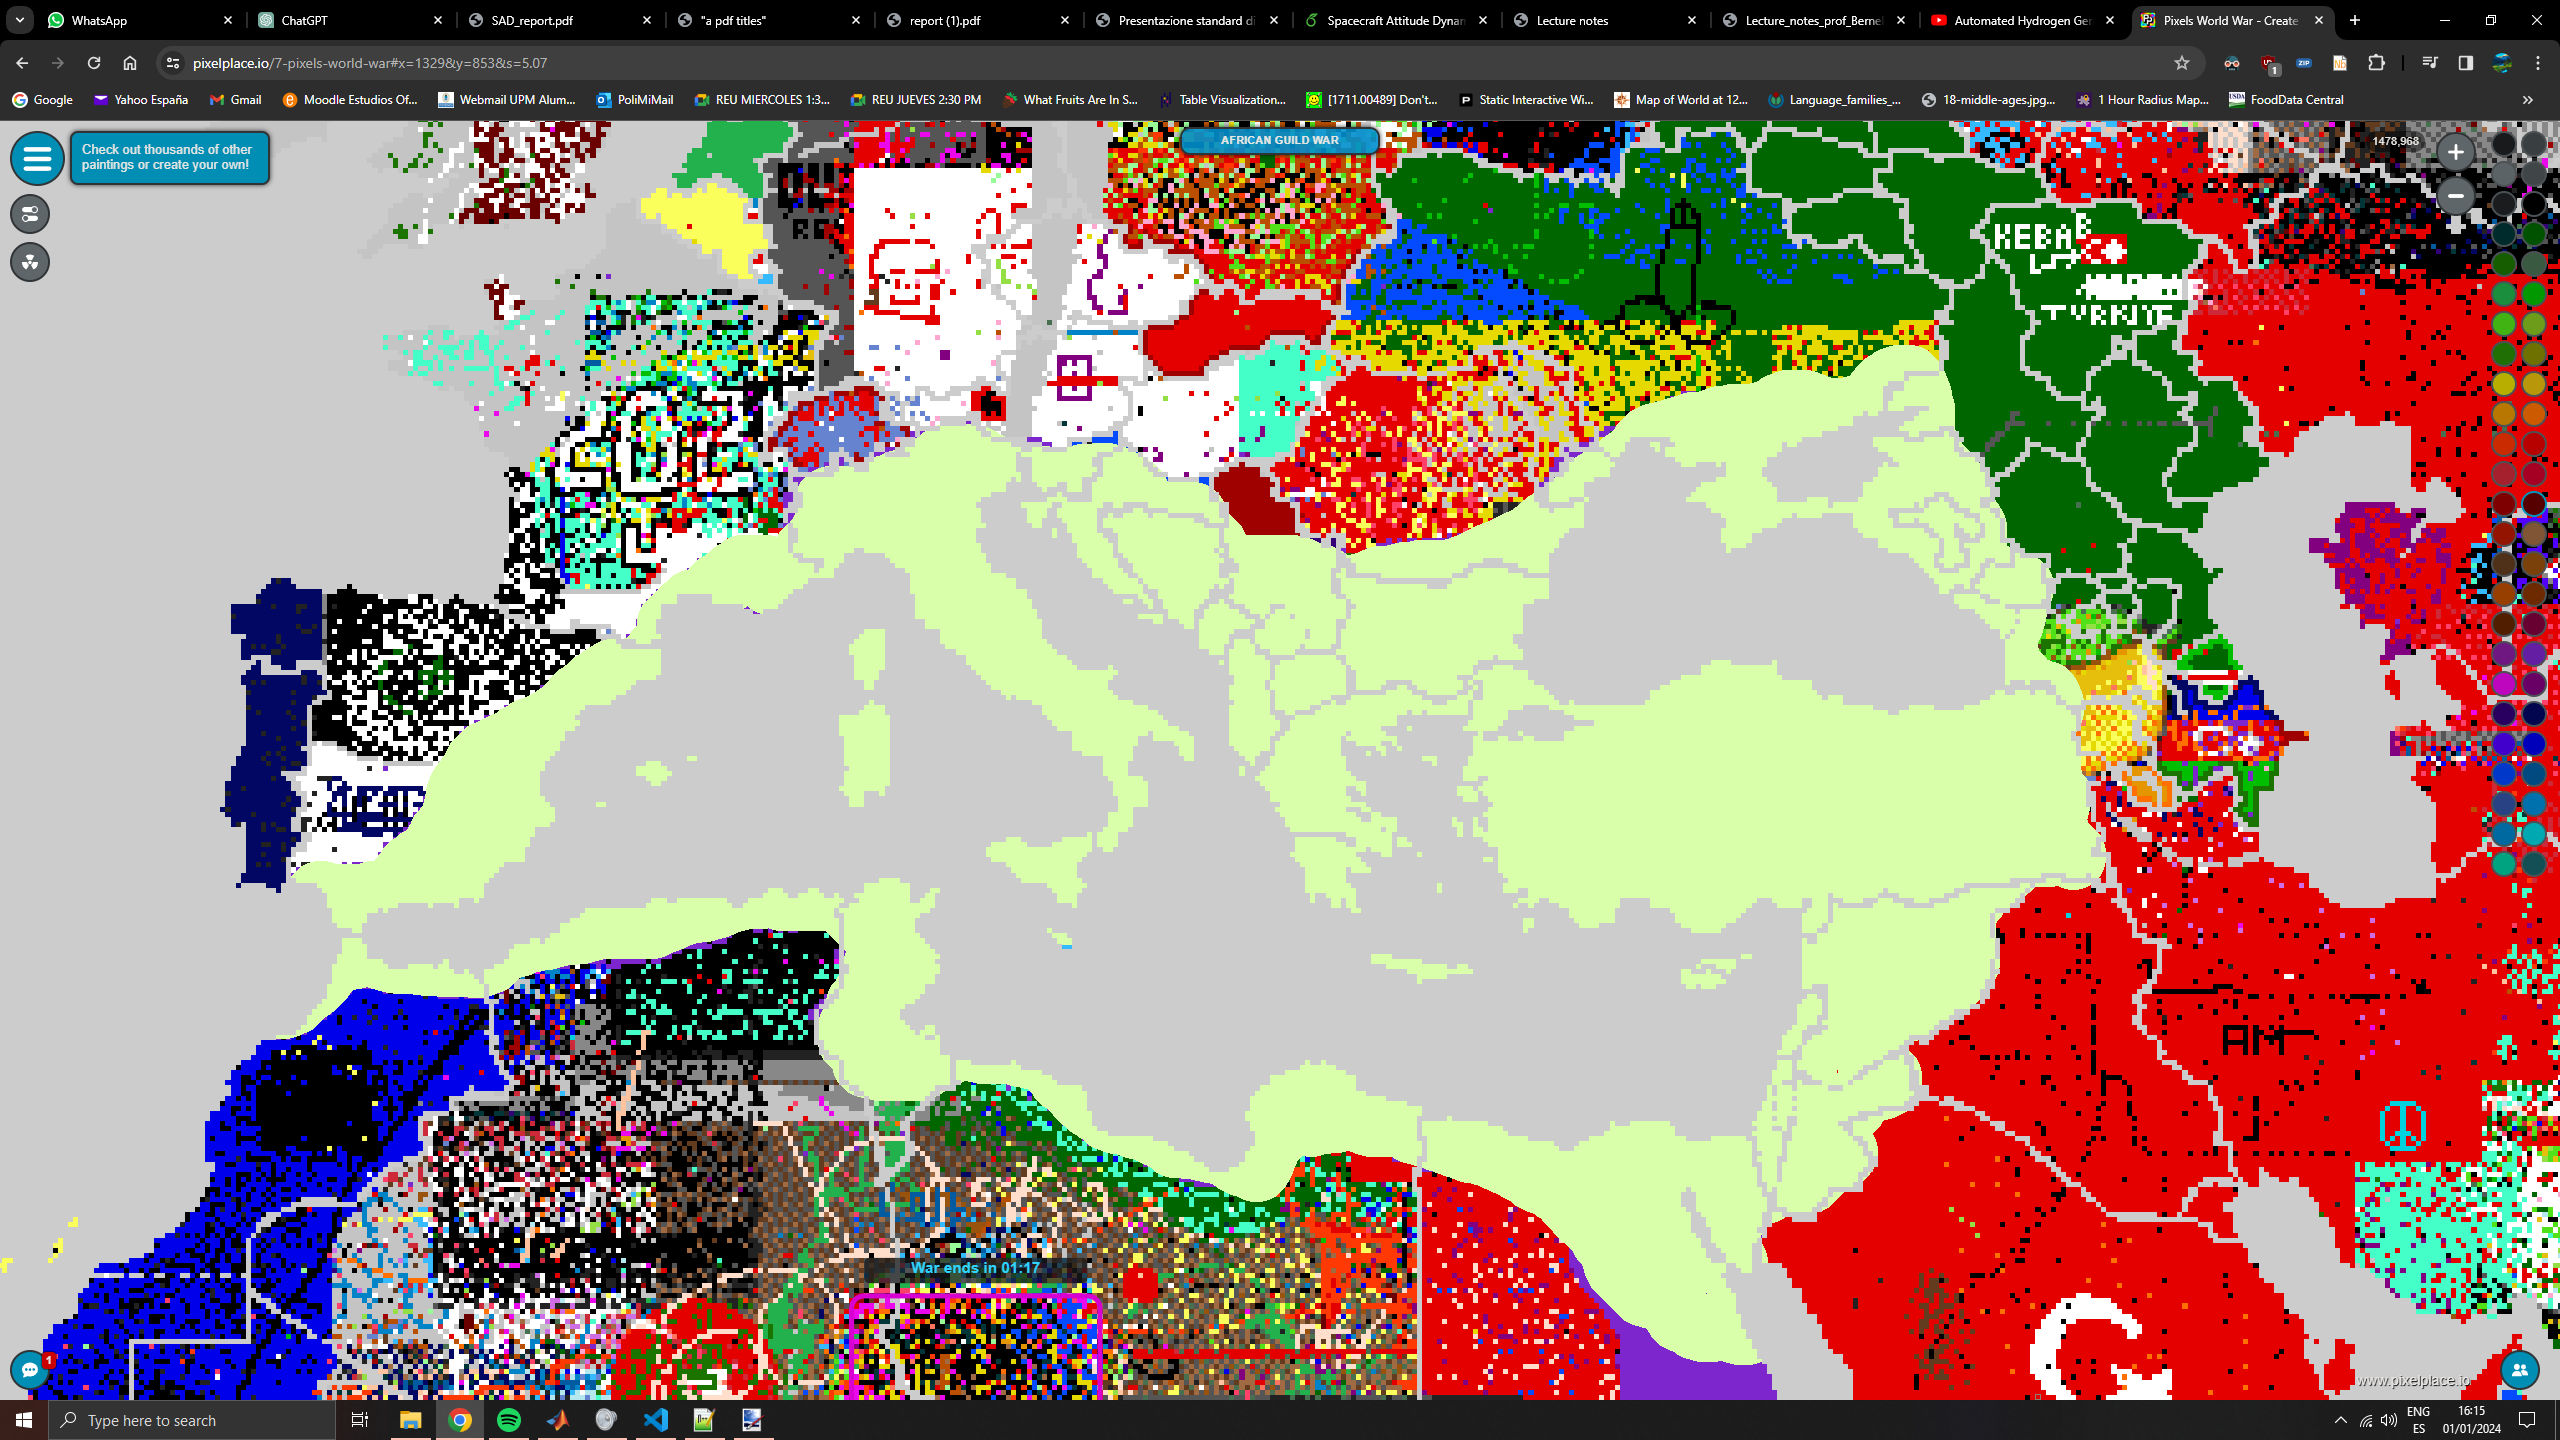 WhatsApp
ChatGPT
SAD_report.pdf
"a pdf titles"
report (1).pdf
Presentazione standard di
Spacecraft Attitude Dynam
Lecture notes
Lecture_notes_prof_Bernel
Automated Hydrogen Gen
Pixels World War - Create
pixelplace.io/7-pixels-world-war#x=1329&y=853&s=5.07
1
Google
Yahoo España
Gmail
Moodle Estudios Of...
Webmail UPM Alum...
PoliMiMail
REU MIERCOLES 1:3...
REU JUEVES 2:30 PM
What Fruits Are In S...
Table Visualization...
[1711.00489] Don't...
Static Interactive Wi...
Map of World at 12...
Language_families_...
18-middle-ages.jpg...
1 Hour Radius Map...
FoodData Central
Check out thousands of other
paintings or create your own!
AFRICAN GUILD WAR
1478,968
KEBAB
TVRKIYE
AM
J
G
War ends in 01:17
1
www.pixelplace.io
Type here to search
ENG
ES
16:15
01/01/2024